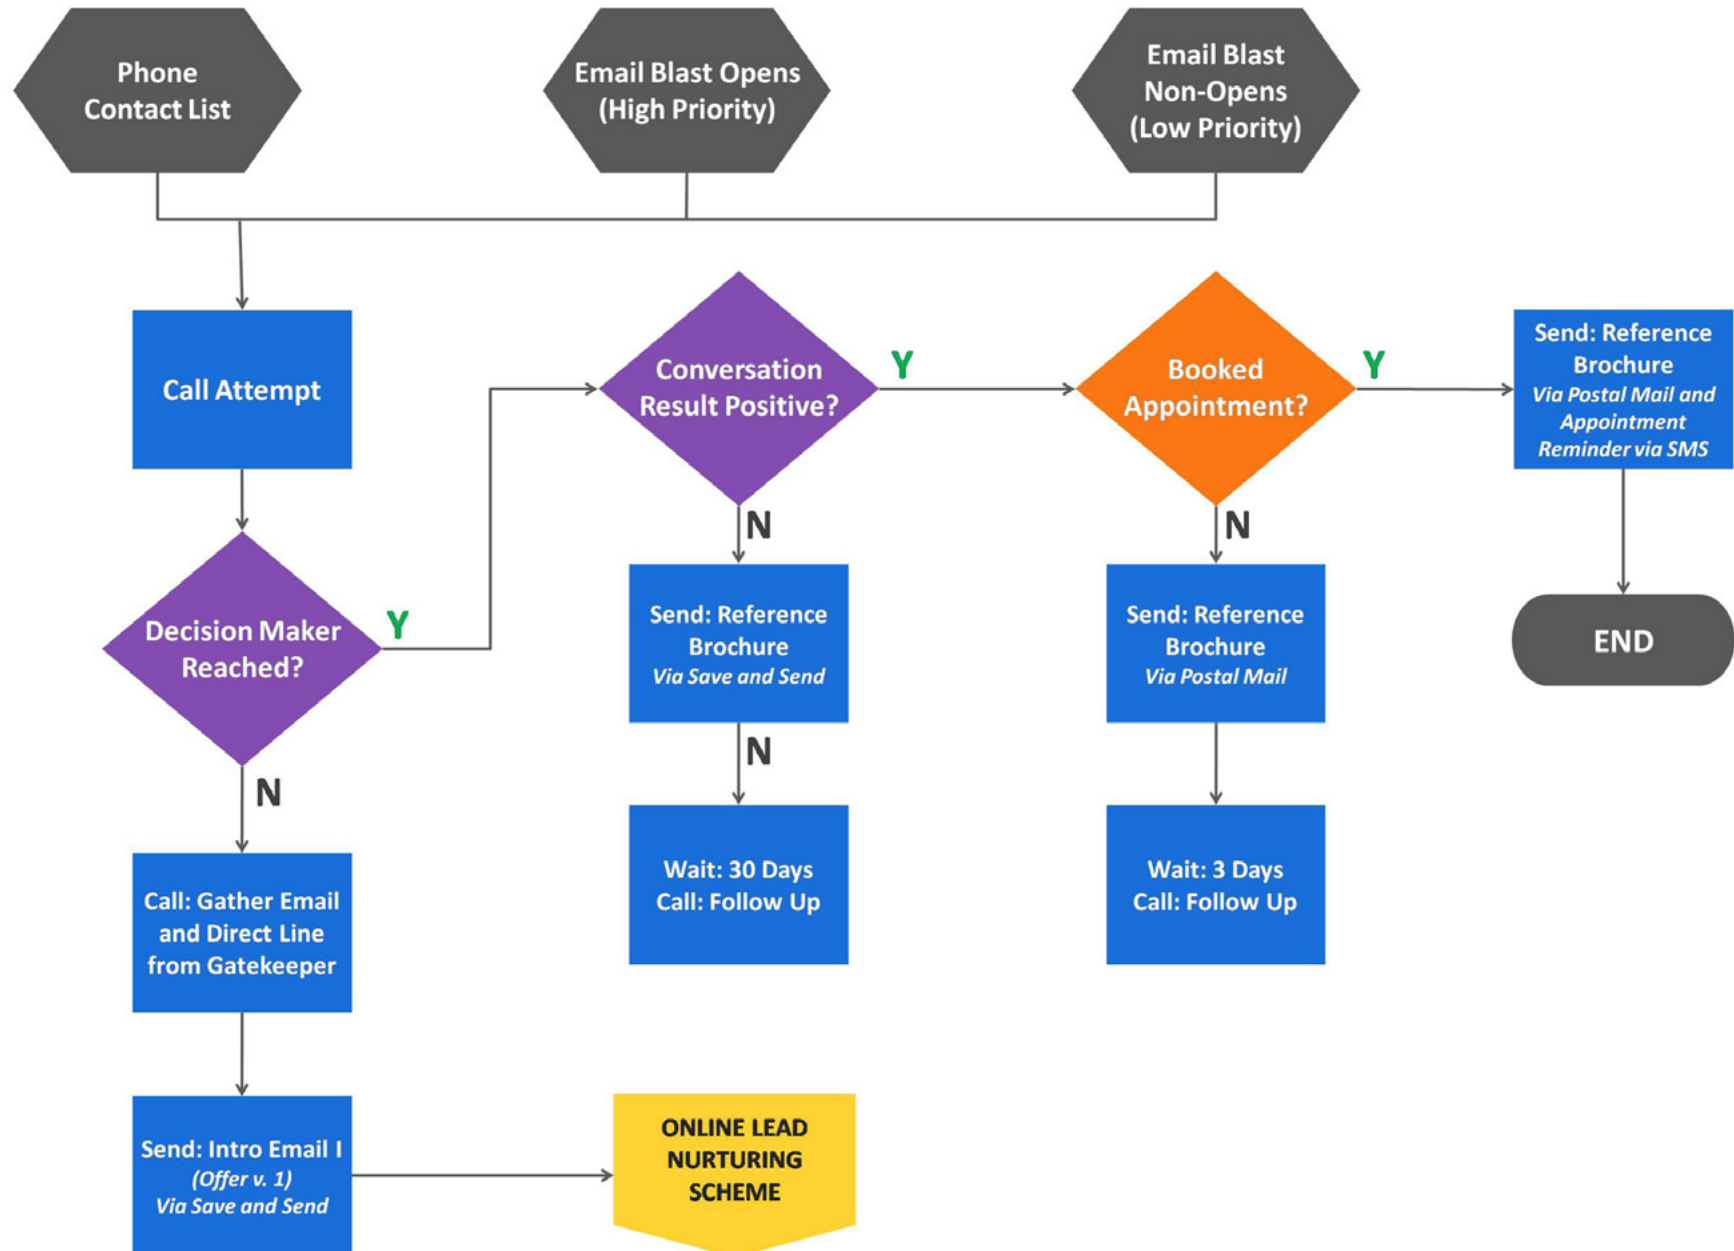 Phone
Contact List
Email Blast Opens
(High Priority)
Email Blast
Non-Opens
(Low Priority)
Call Attempt
Conversation
Result Positive?
Y
Booked
Appointment?
Y
Send: Reference
Brochure
Via Postal Mail and
Appointment
Reminder via SMS
Decision Maker
Reached?
Y
N
Send: Reference
Brochure
Via Save and Send
N
Send: Reference
Brochure
Via Postal Mail
END
N
Call: Gather Email
and Direct Line
from Gatekeeper
N
Wait: 30 Days
Call: Follow Up
Wait: 3 Days
Call: Follow Up
Send: Intro Email I
(Offer v. 1)
Via Save and Send
ONLINE LEAD
NURTURING
SCHEME